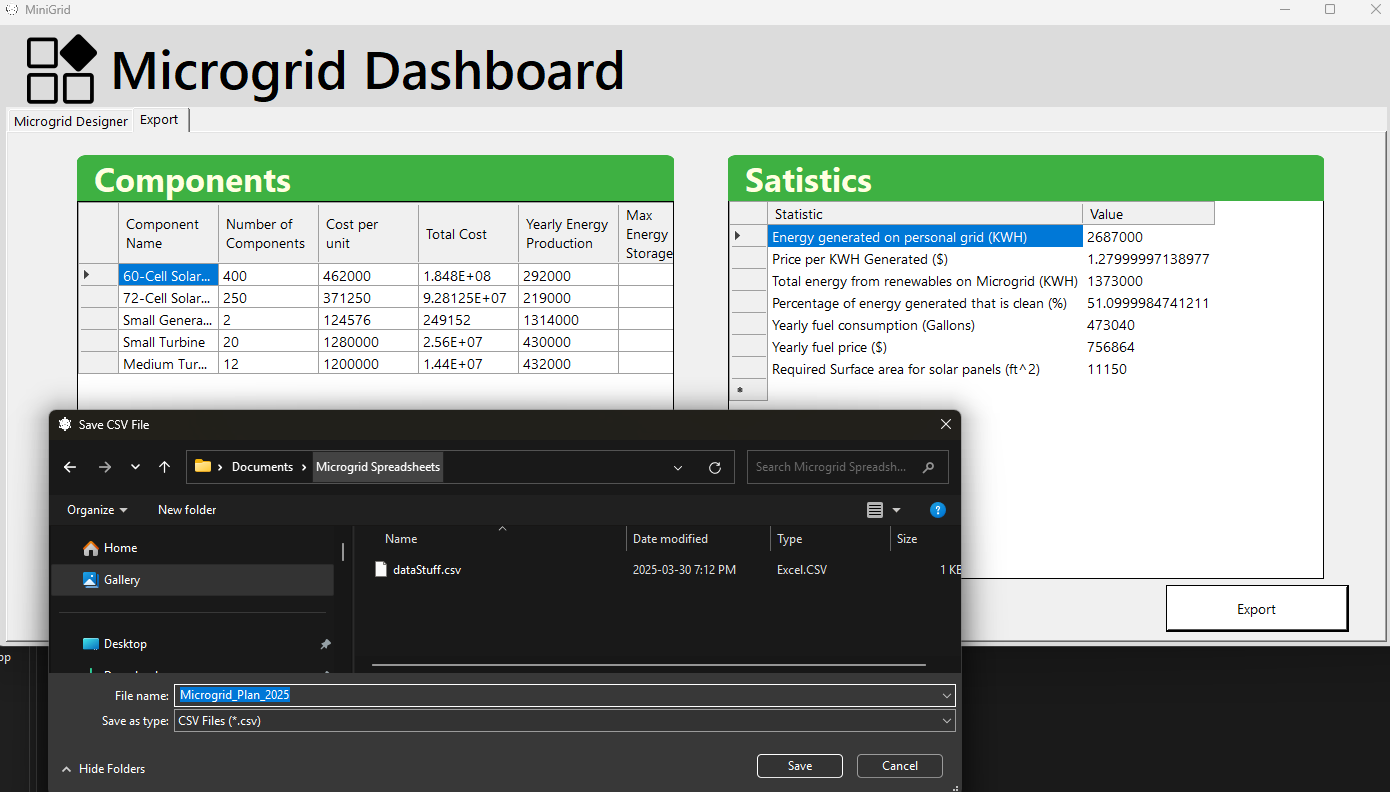 MiniGrid
Microgrid Dashboard
Microgrid Designer Export
Components
Component Name Number of Components Cost per unit Total Cost Yearly Energy Production Max Energy Storage
60-Cell Solar... 400 462000 1.848E+08 292000
72-Cell Solar... 250 371250 9.28125E+07 219000
Small Genera... 2 124576 249152 1314000
Small Turbine 20 1280000 2.56E+07 430000
Medium Tur... 12 1200000 1.44E+07 432000
Satistics
Statistic Value
Energy generated on personal grid (KWH) 2687000
Price per KWH Generated ($) 1.27999997138977
Total energy from renewables on Microgrid (KWH) 1373000
Percentage of energy generated that is clean (%) 51.0999984741211
Yearly fuel consumption (Gallons) 473040
Yearly fuel price ($) 756864
Required Surface area for solar panels (ft^2) 11150
Export
Save CSV File
Documents Microgrid Spreadsheets
Search Microgrid Spreadsh...
Organize New folder
Home
Gallery
Desktop
Name Date modified Type Size
dataStuff.csv 2025-03-30 7:12 PM Excel.CSV 1 KB
File name: Microgrid_Plan_2025
Save as type: CSV Files (*.csv)
Hide Folders
Save Cancel